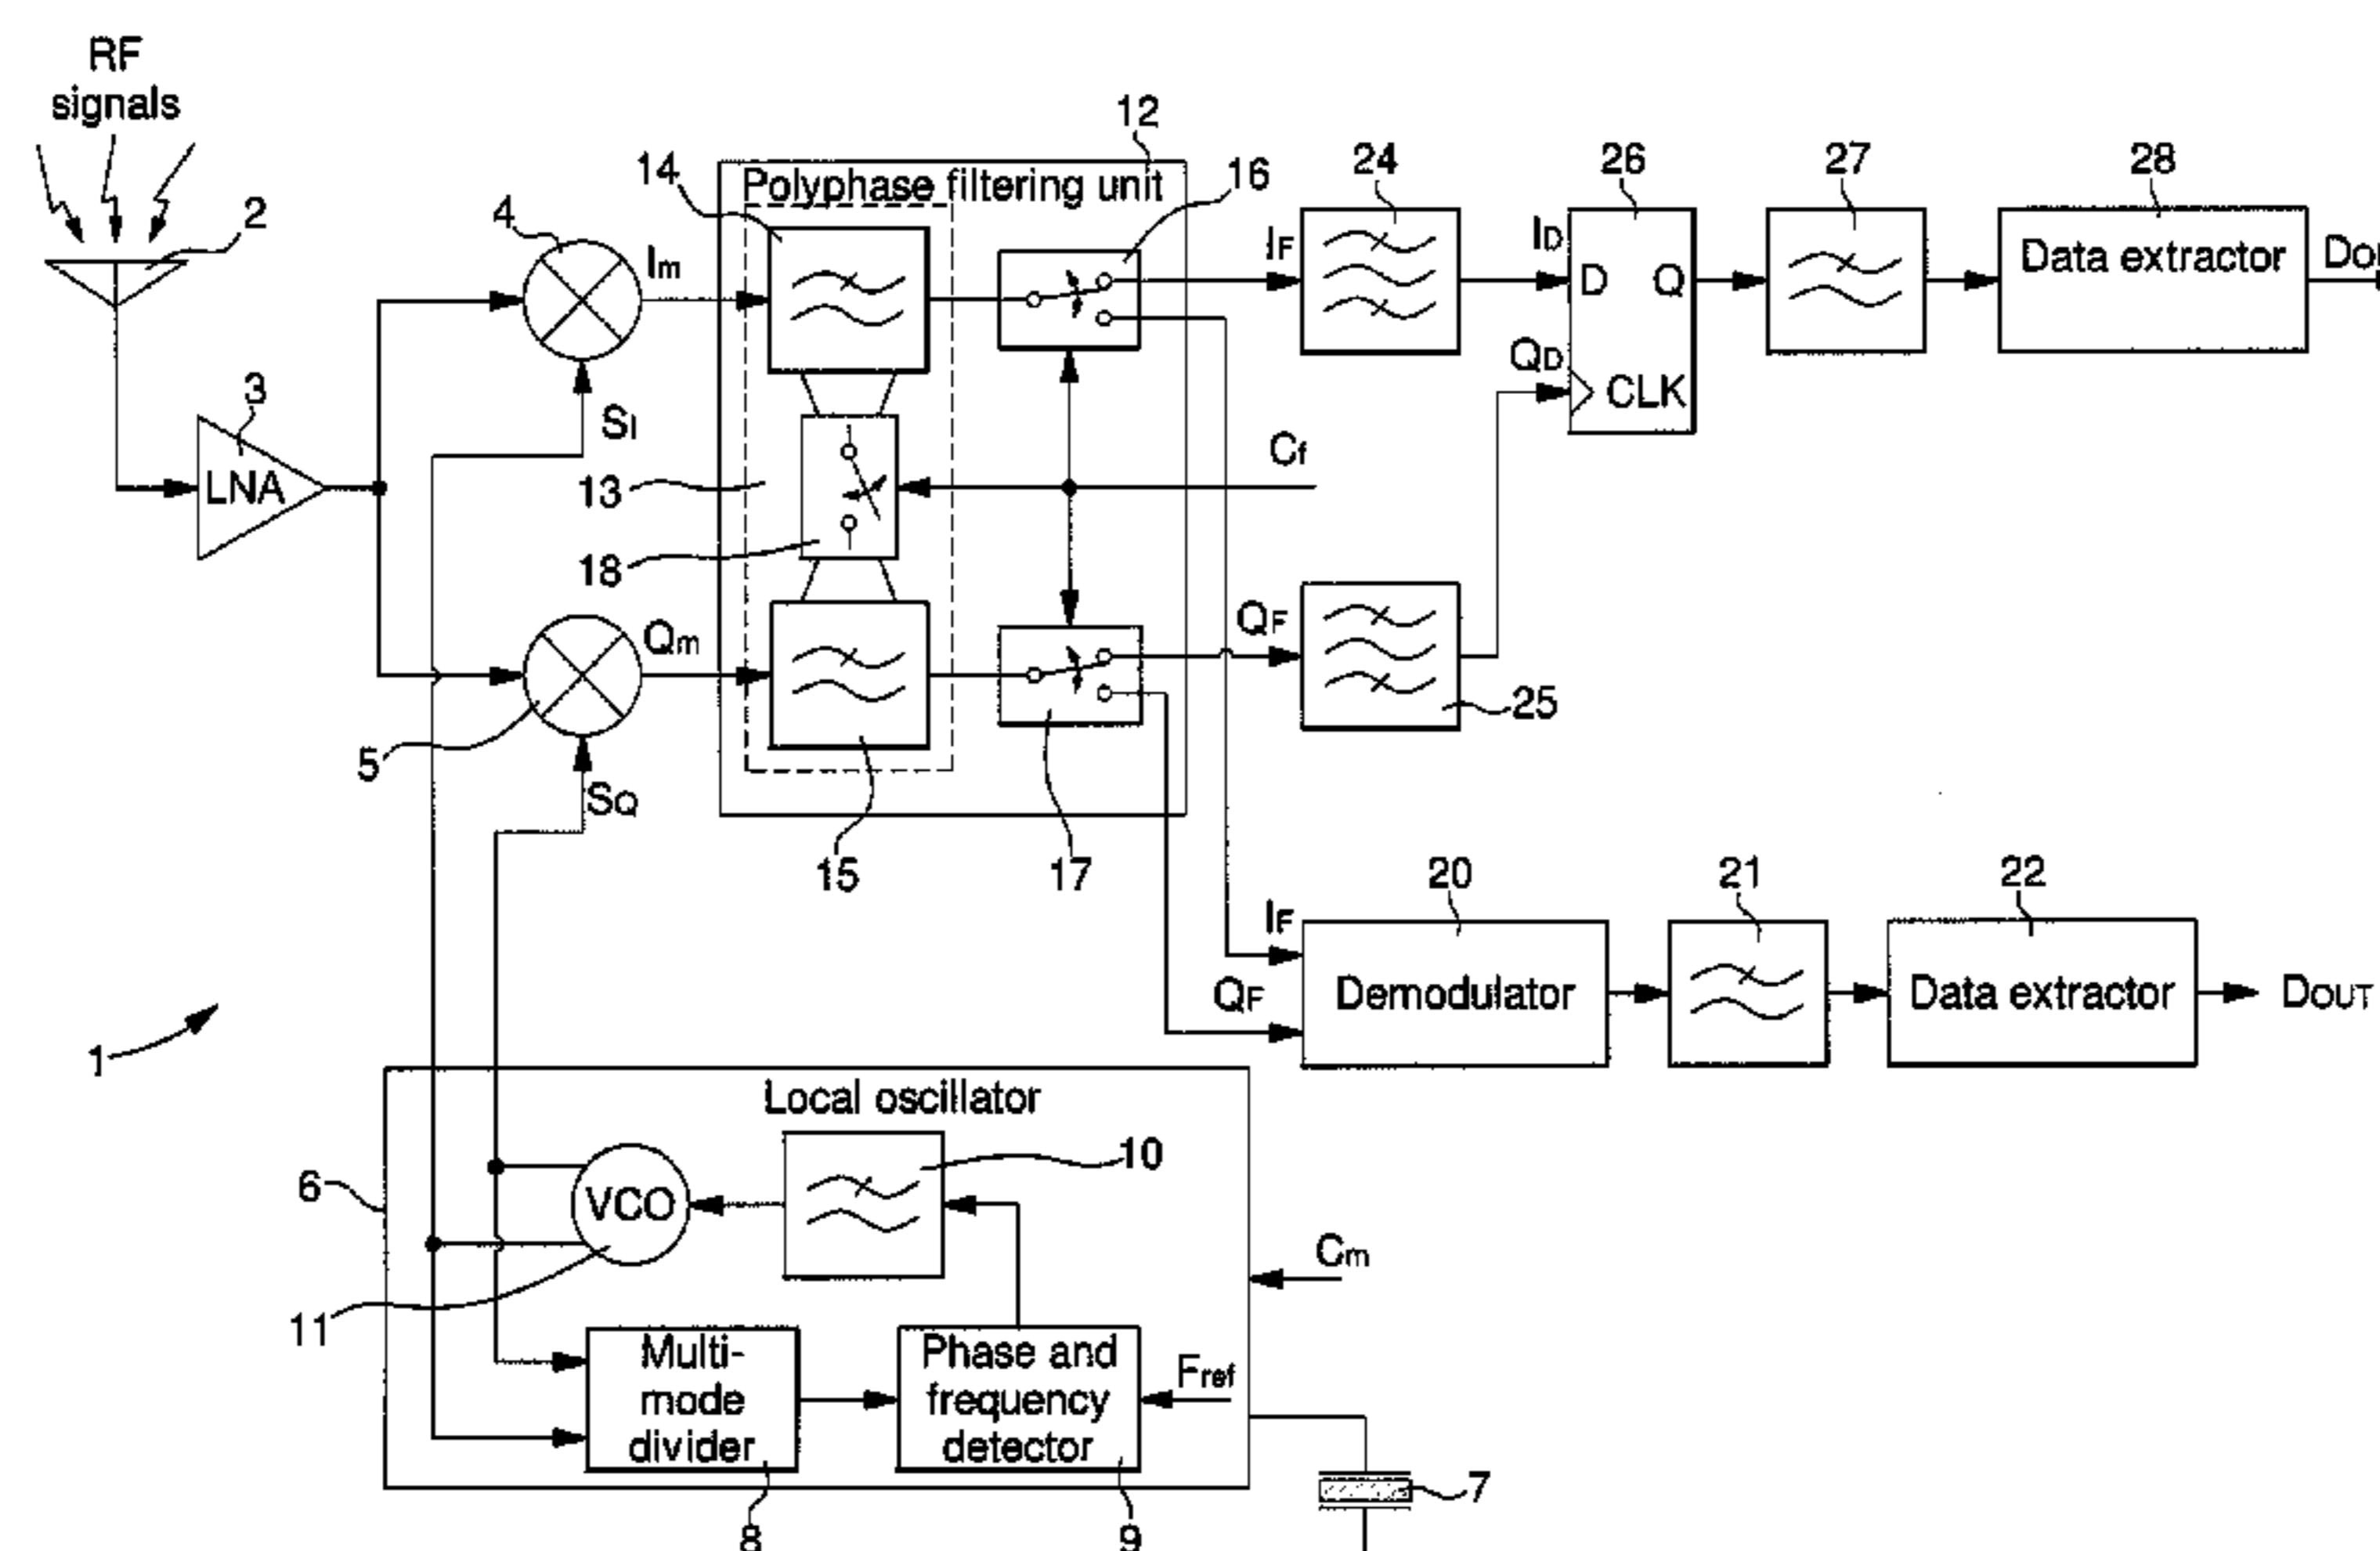 RF
signals
2
3
LNA
4
Im
SI
5
Qm
SQ
12
Polyphase filtering unit
14
16
13
18
15
17
Cf
IF
24
ID
26
D Q
QD
CLK
27
28
Data extractor
QF
25
IF
QF
20
Demodulator
21
22
Data extractor
DOUT
1
6
Local oscillator
VCO
10
11
Cm
Multi-
mode
divider
8
Phase and
frequency
detector
9
Fref
7